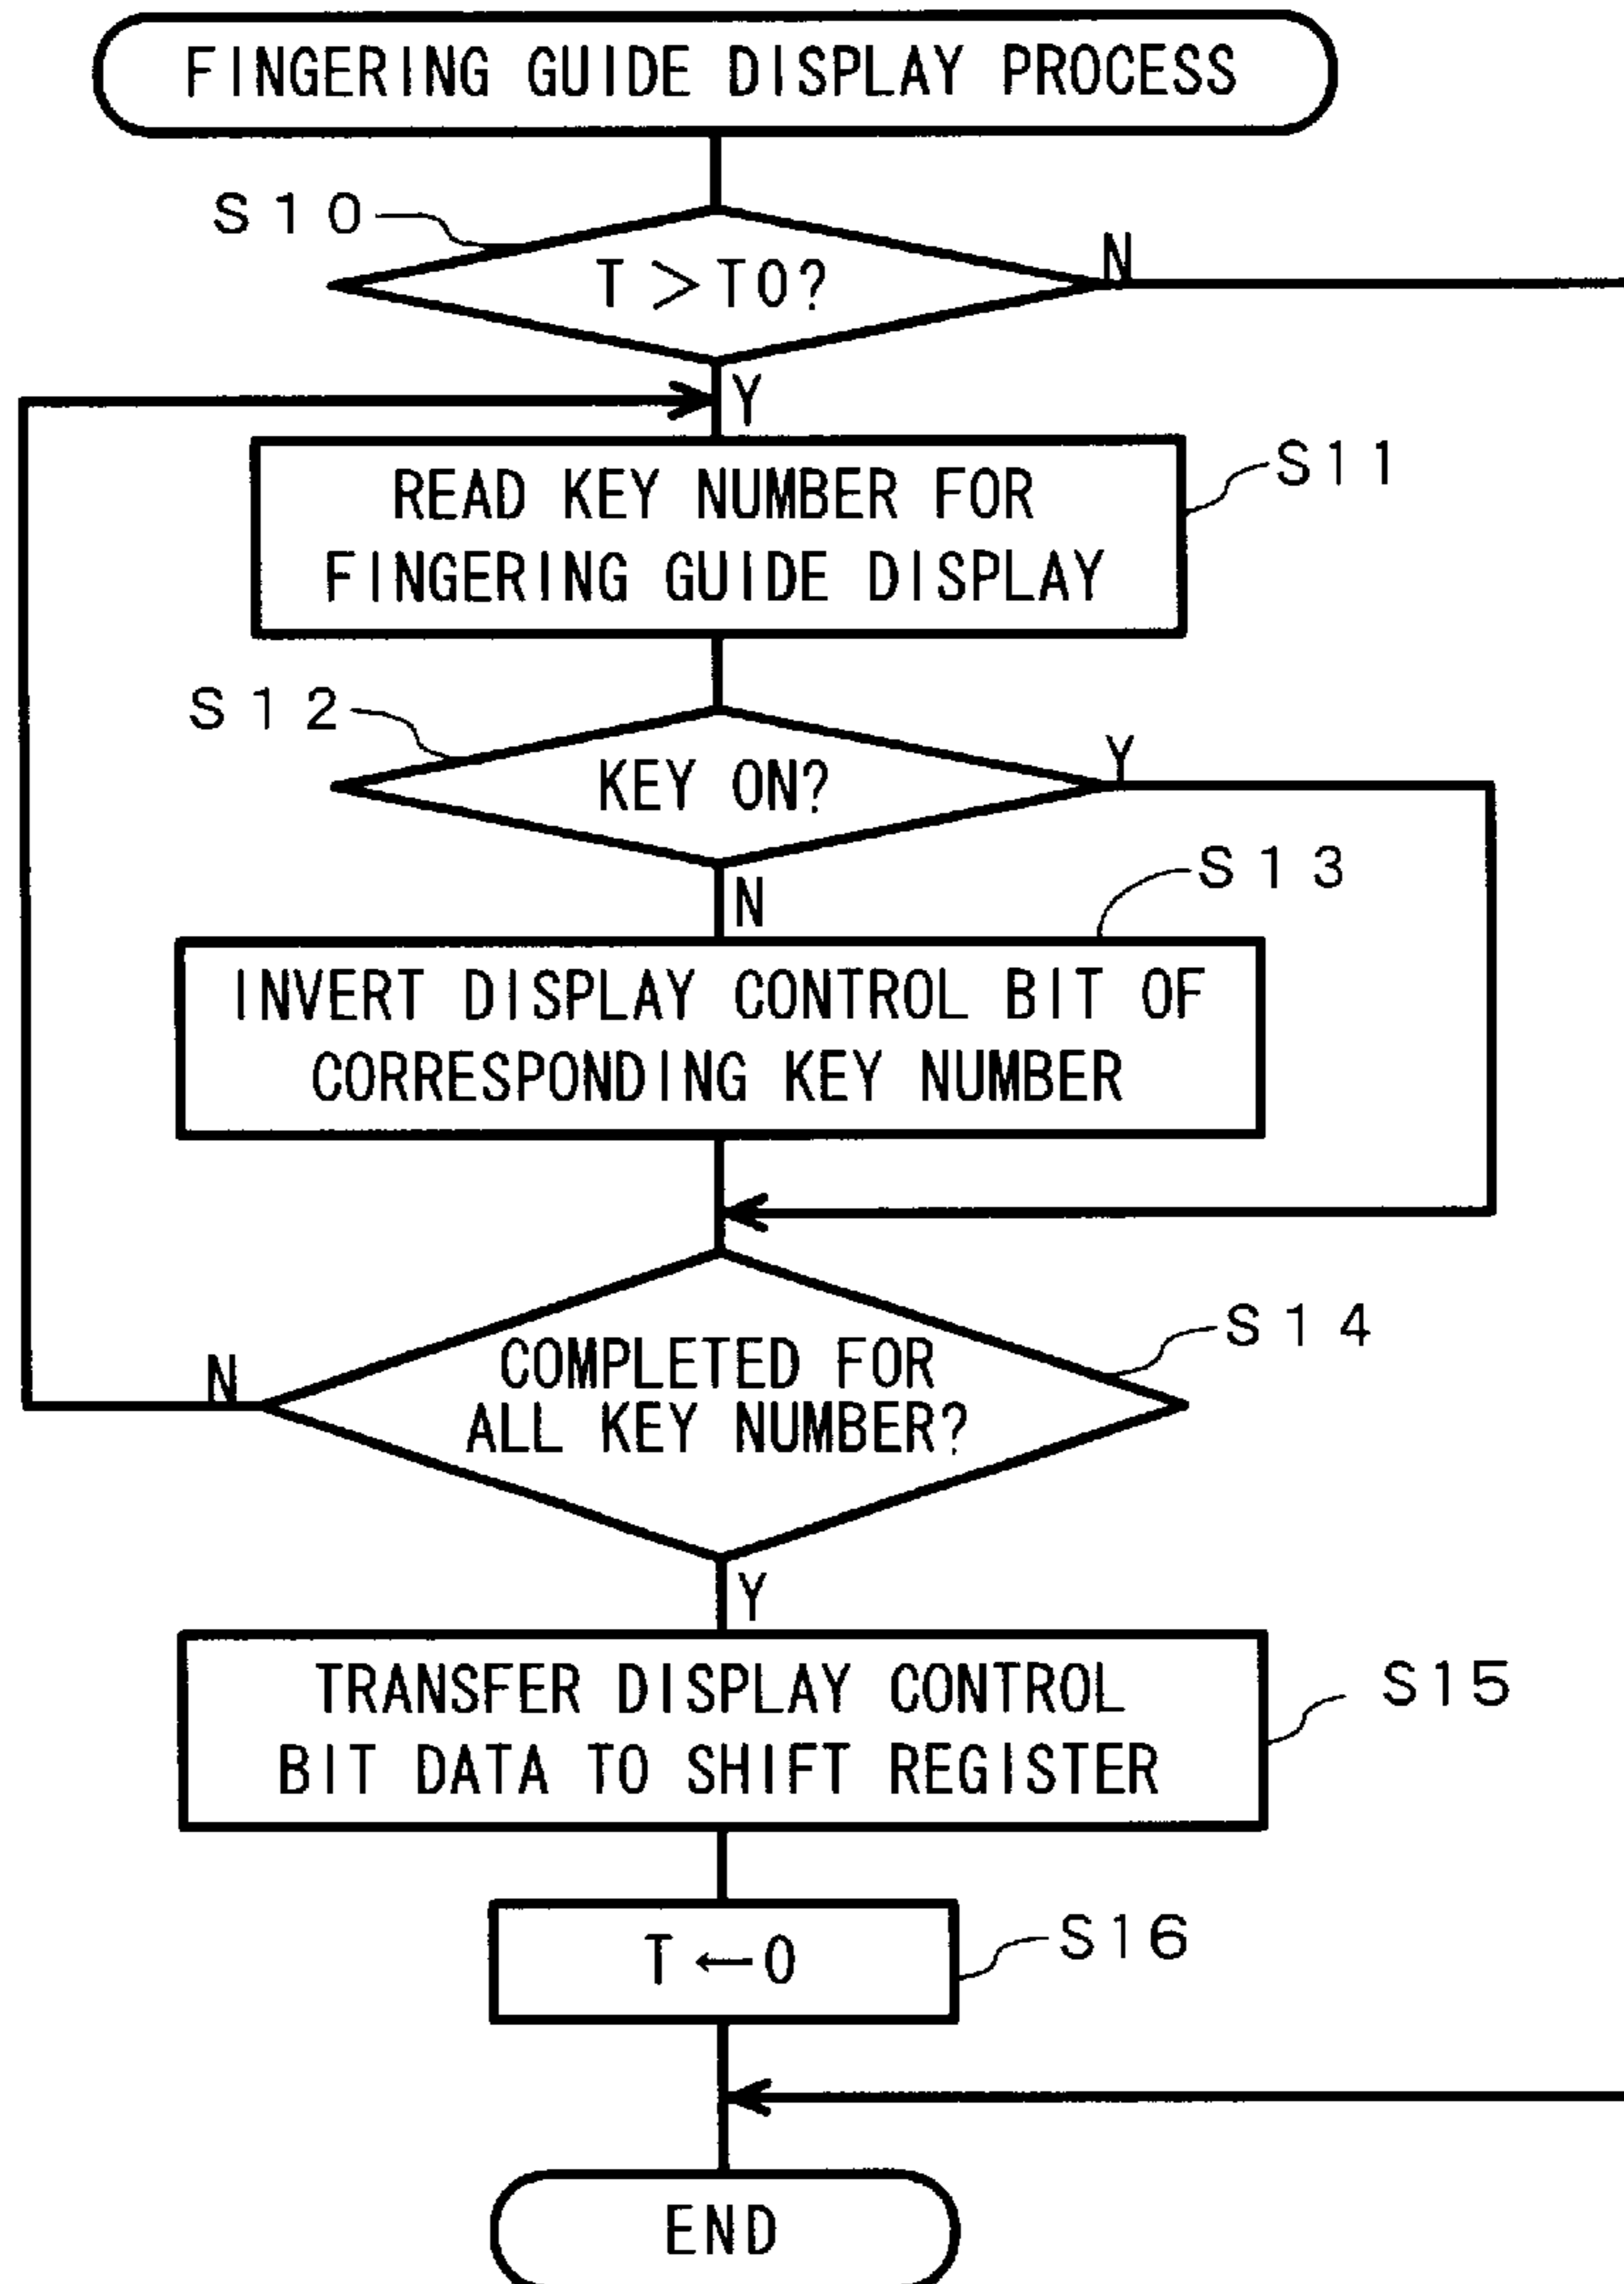 FINGERING GUIDE DISPLAY PROCESS
S10
T>T0?
N
Y
READ KEY NUMBER FOR
FINGERING GUIDE DISPLAY
S11
S12
KEY ON?
Y
N
S13
INVERT DISPLAY CONTROL BIT OF
CORRESPONDING KEY NUMBER
S14
COMPLETED FOR
ALL KEY NUMBER?
N
Y
TRANSFER DISPLAY CONTROL
BIT DATA TO SHIFT REGISTER
S15
T←0
S16
END